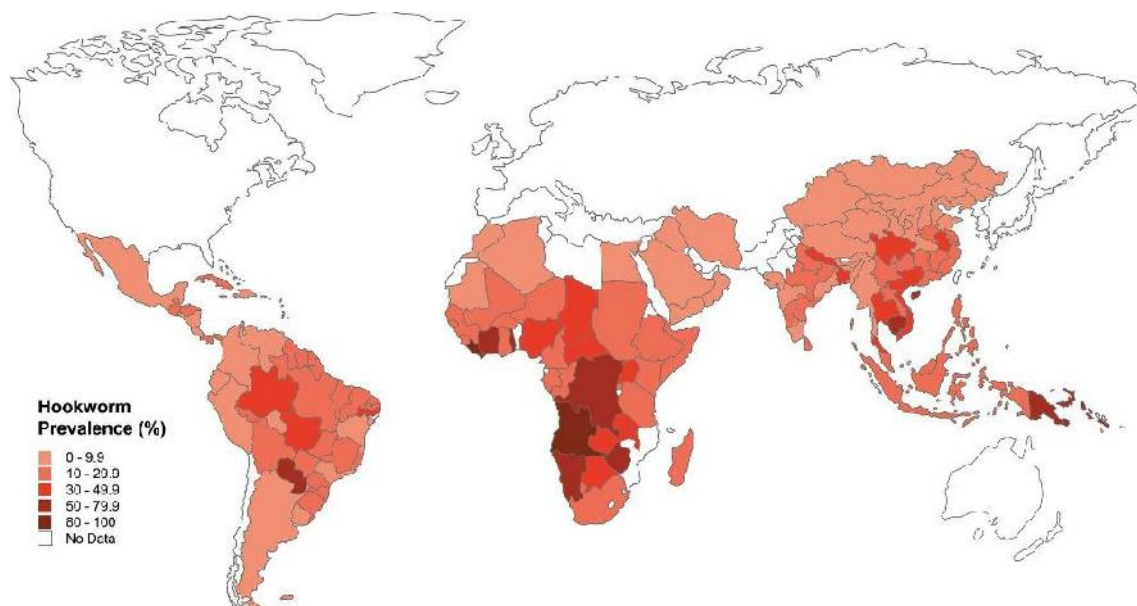 Hookworm
Prevalence (%)
0 - 9.9
10 - 29.9
30 - 49.9
50 - 79.9
80 - 100
No Data